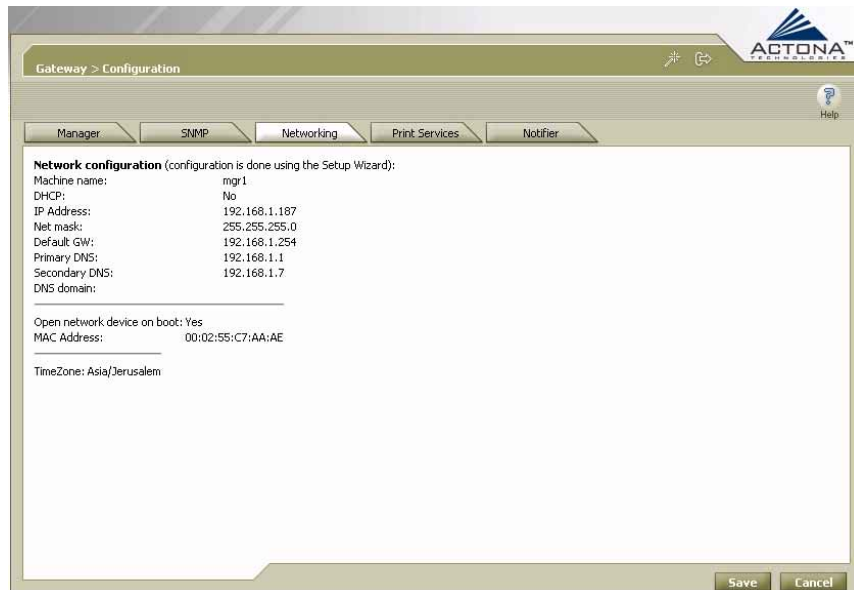 ACTONA™
TECHNOLOGIES
Gateway > Configuration
Help
Manager
SNMP
Networking
Print Services
Notifier
Network configuration (configuration is done using the Setup Wizard):
Machine name: mgr1
DHCP: No
IP Address: 192.168.1.187
Net mask: 255.255.255.0
Default GW: 192.168.1.254
Primary DNS: 192.168.1.1
Secondary DNS: 192.168.1.7
DNS domain:
Open network device on boot: Yes
MAC Address: 00:02:55:C7:AA:AE
TimeZone: Asia/Jerusalem
Save
Cancel